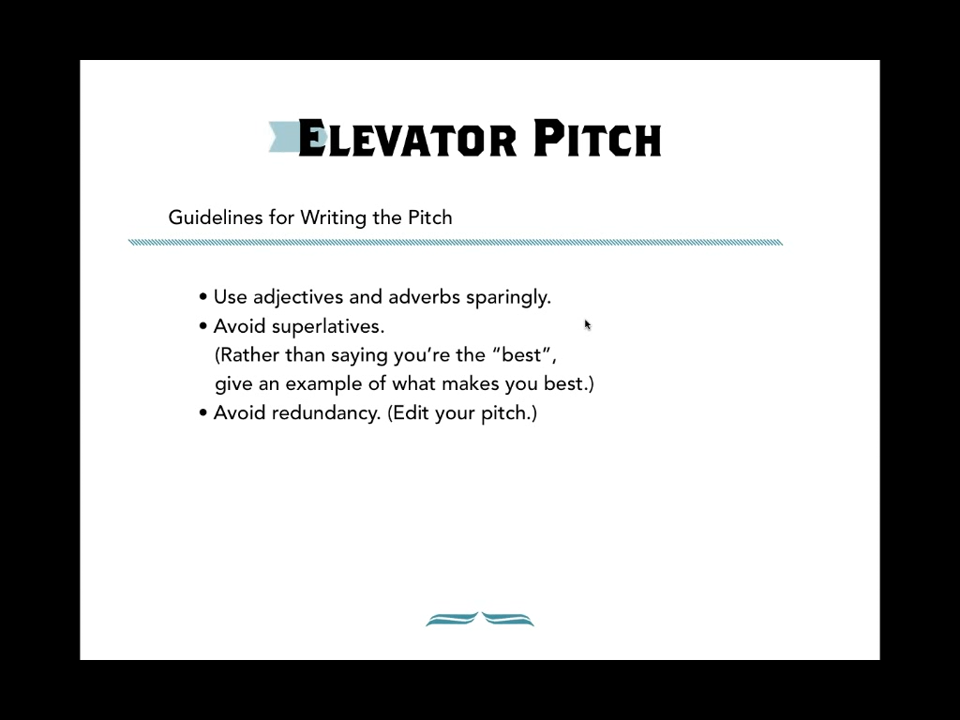 Elevator Pitch
Guidelines for Writing the Pitch
• Use adjectives and adverbs sparingly.
• Avoid superlatives.
(Rather than saying you’re the “best”,
give an example of what makes you best.)
• Avoid redundancy. (Edit your pitch.)